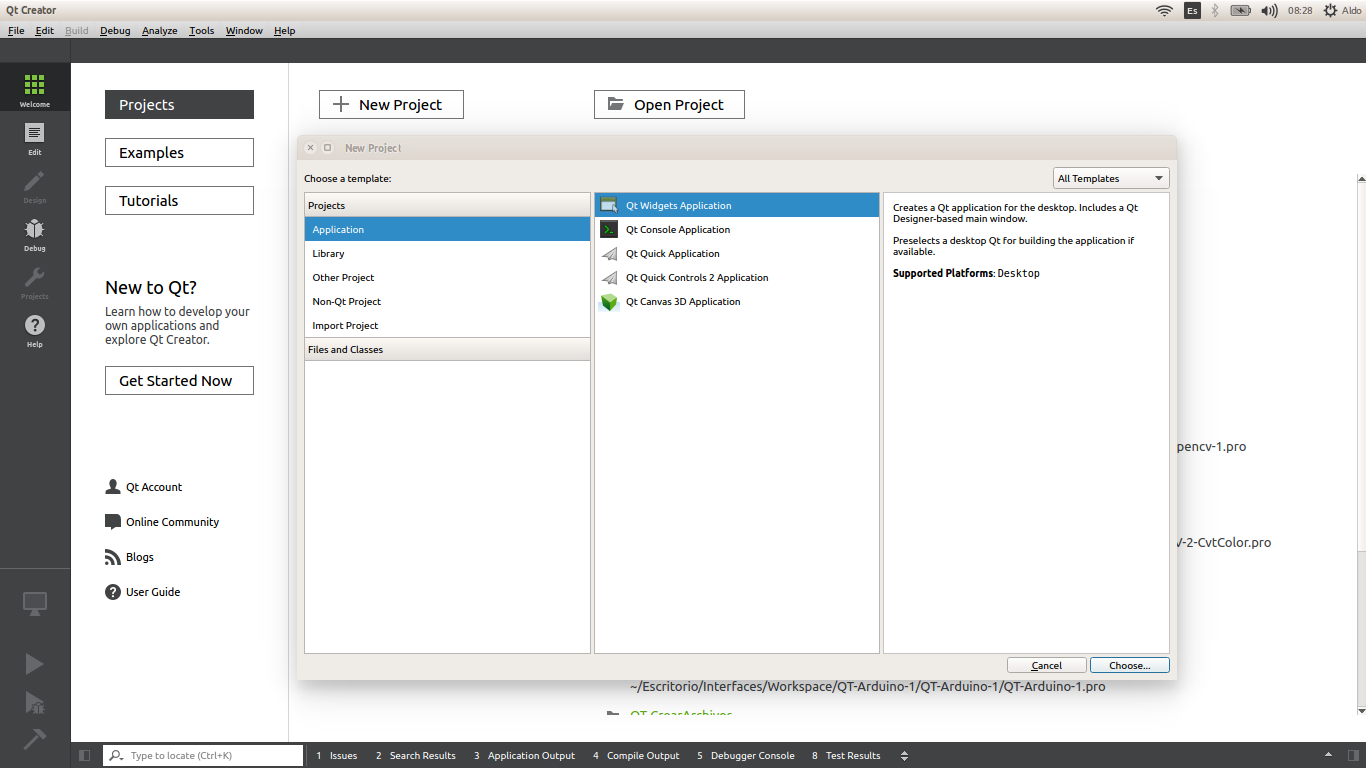 Qt Creator
Es
08:28
Aldo
File Edit Build Debug Analyze Tools Window Help
Welcome
Edit
Design
Debug
Projects
Help
Projects
Examples
Tutorials
New to Qt?
Learn how to develop your
own applications and
explore Qt Creator.
Get Started Now
Qt Account
Online Community
Blogs
User Guide
New Project
Open Project
New Project
Choose a template:
All Templates
Projects
Application
Library
Other Project
Non-Qt Project
Import Project
Files and Classes
Qt Widgets Application
Qt Console Application
Qt Quick Application
Qt Quick Controls 2 Application
Qt Canvas 3D Application
Creates a Qt application for the desktop. Includes a Qt
Designer-based main window.
Preselects a desktop Qt for building the application if
available.
Supported Platforms: Desktop
Cancel
Choose...
pencv-1.pro
V-2-CvtColor.pro
~/Escritorio/Interfaces/Workspace/QT-Arduino-1/QT-Arduino-1/QT-Arduino-1.pro
QT-CrearArchivos
Type to locate (Ctrl+K)
1 Issues
2 Search Results
3 Application Output
4 Compile Output
5 Debugger Console
8 Test Results